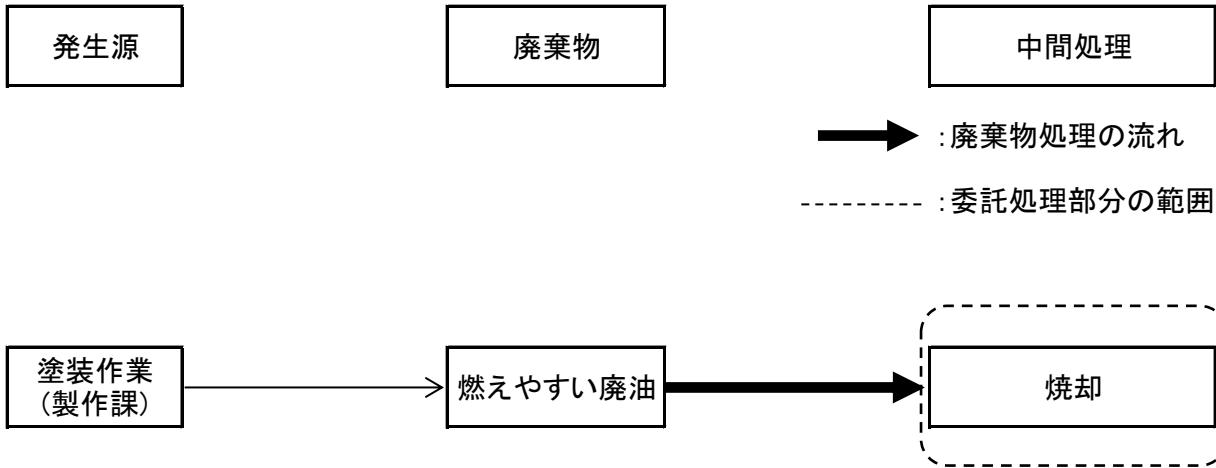 発生源
廃棄物
中間処理
:廃棄物処理の流れ
:委託処理部分の範囲
塗装作業
(製作課)
燃えやすい廃油
焼却